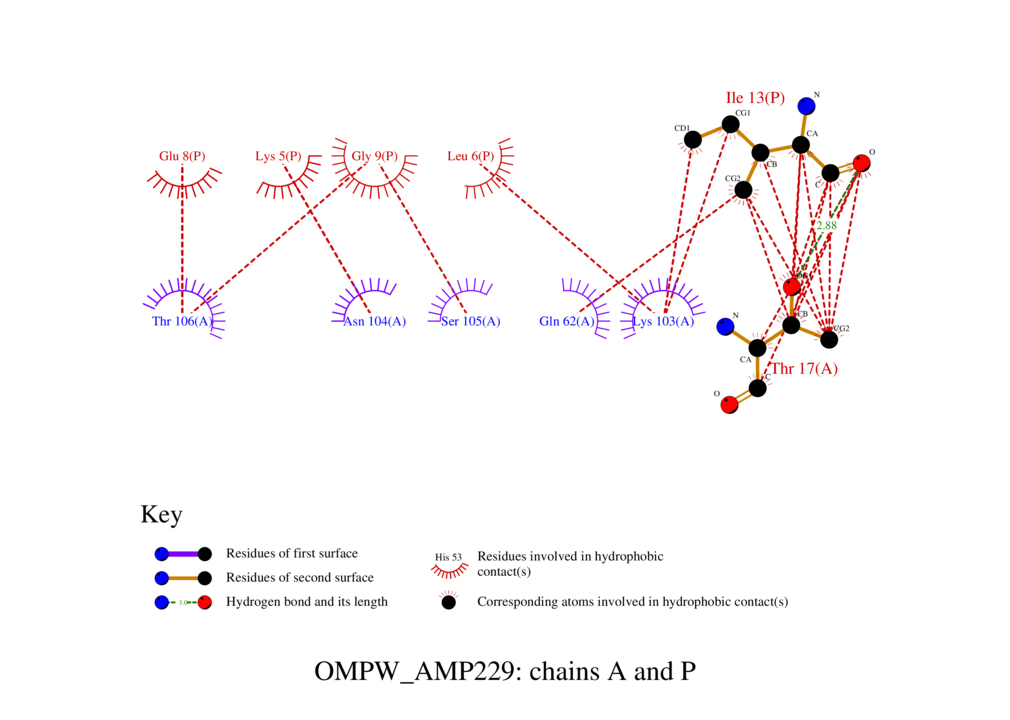 Ile 13(P)
N
CG1
CD1
CA
CB
O
C
CG2
Glu 8(P)
Lys 5(P)
Gly 9(P)
Leu 6(P)
2.88
Thr 106(A)
Asn 104(A)
Ser 105(A)
Gln 62(A)
Lys 103(A)
N
CB
CG2
CA
Thr 17(A)
C
O
Key
Residues of first surface
Residues of second surface
3.0
Hydrogen bond and its length
His 53
Residues involved in hydrophobic
contact(s)
Corresponding atoms involved in hydrophobic contact(s)
OMPW_AMP229: chains A and P